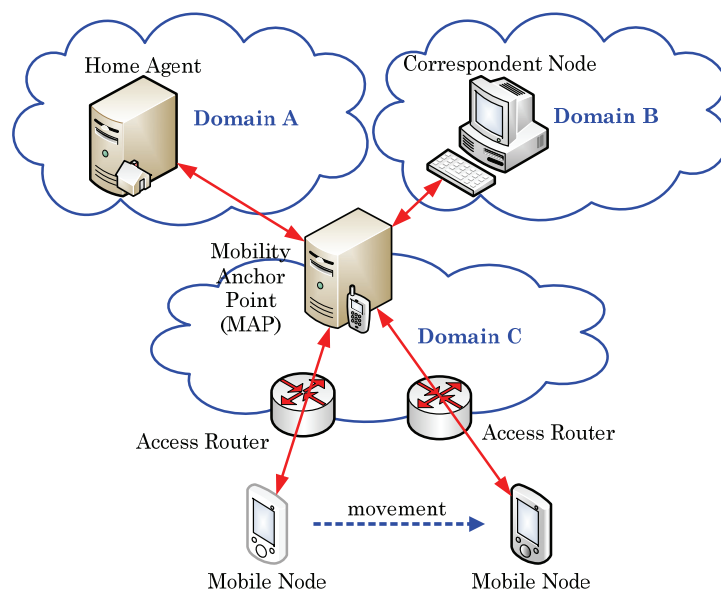 Home Agent
Domain A
Correspondent Node
Domain B
Mobility
Anchor
Point
(MAP)
Domain C
Access Router
Access Router
movement
Mobile Node
Mobile Node